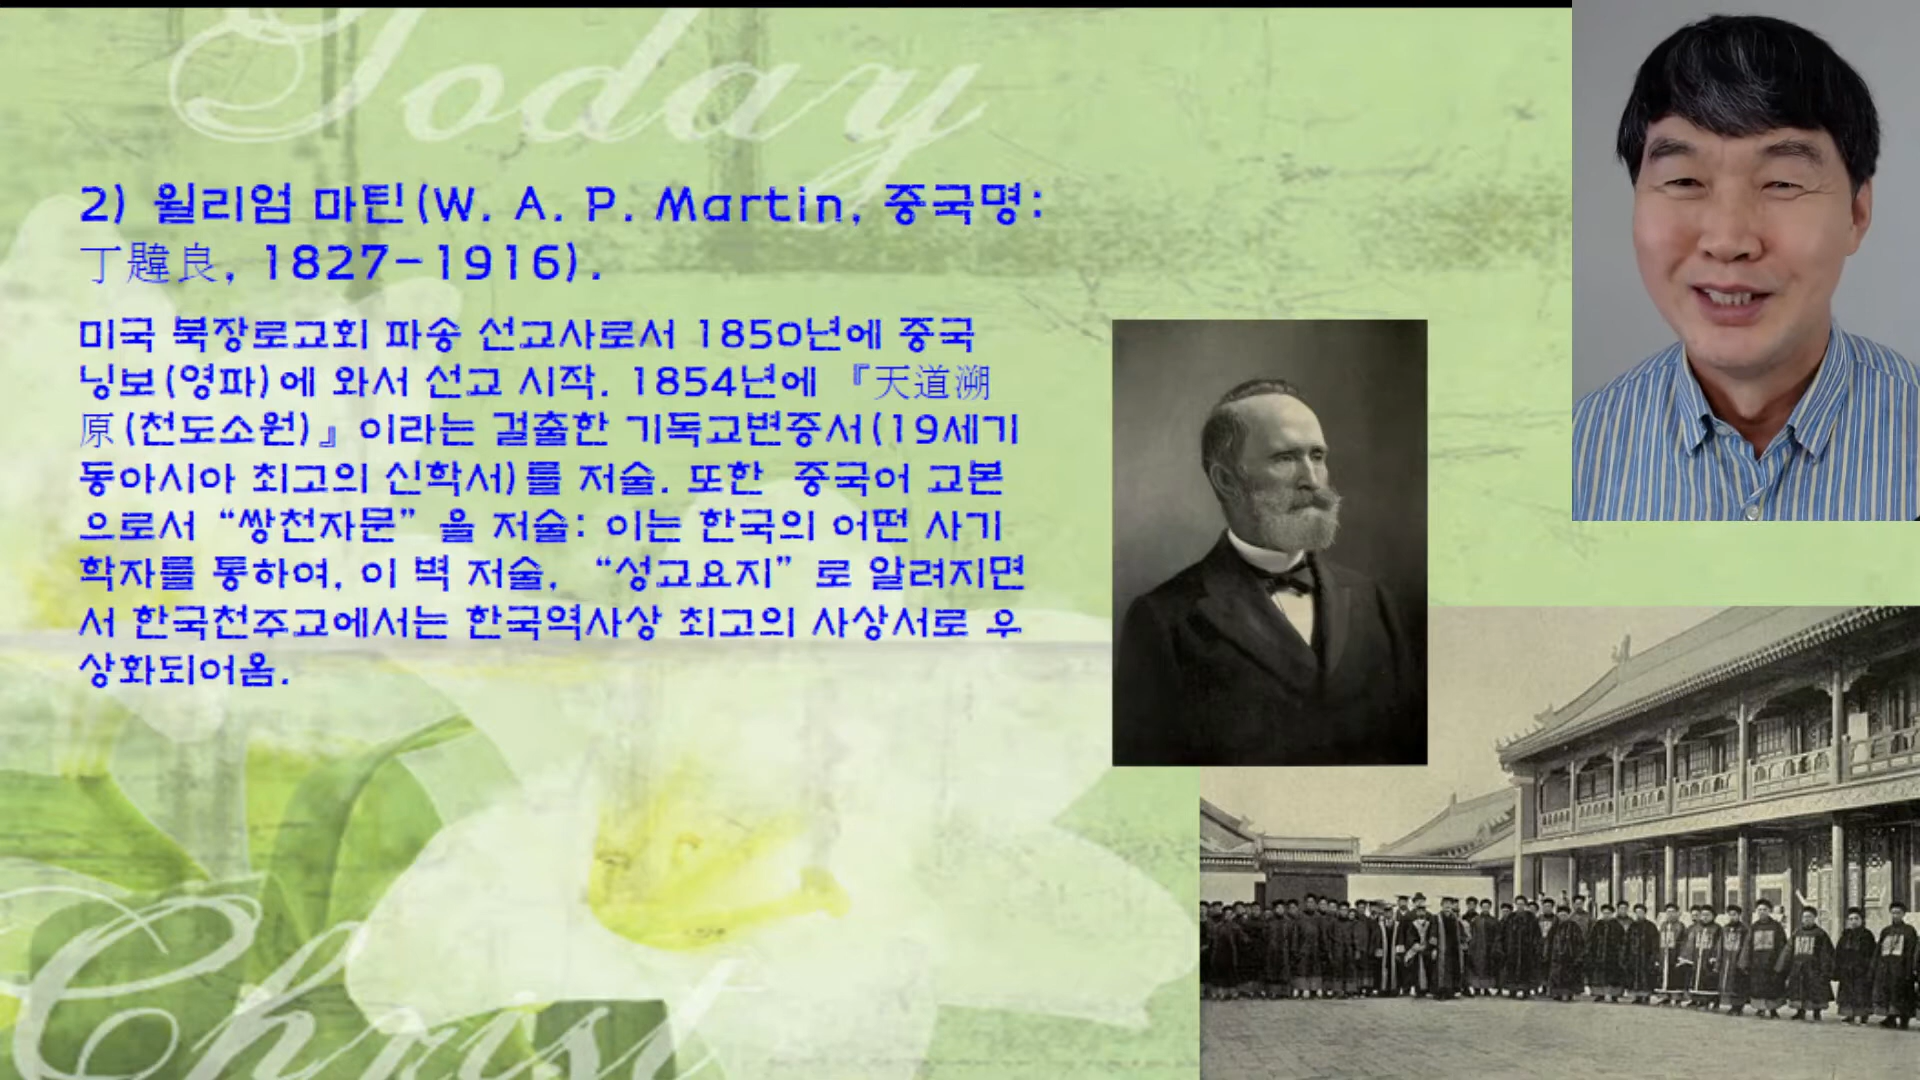 Today
2) 윌리엄 마틴(W. A. P. Martin, 중국명:
丁韙良, 1827-1916).
미국 북장로교회 파송 선교사로서 1850년에 중국
닝보(영파)에 와서 선교 시작. 1854년에 『天道溯
原(천도소원)』이라는 걸출한 기독교변증서(19세기
동아시아 최고의 신학서)를 저술. 또한 중국어 교본
으로서 “쌍천자문”을 저술: 이는 한국의 어떤 사기
학자를 통하여, 이 벽 저술, “성교요지”로 알려지면
서 한국천주교에서는 한국역사상 최고의 사상서로 우
상화되어옴.
Christ